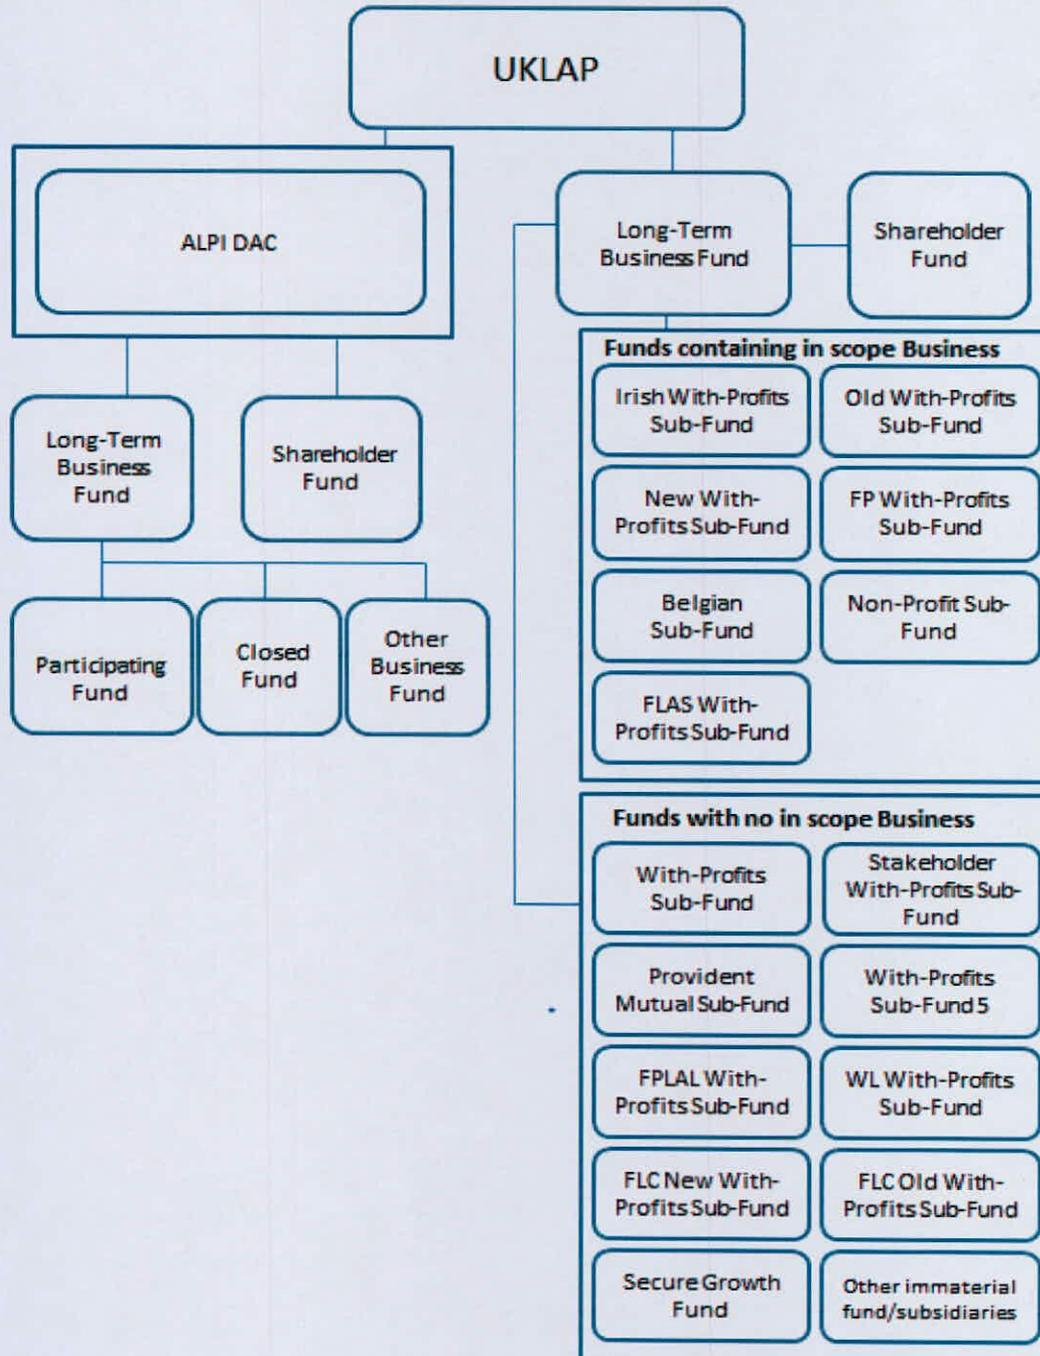 UKLAP
ALPI DAC
Long-Term
Business Fund
Shareholder
Fund
Long-Term
Business
Fund
Shareholder
Fund
Participating
Fund
Closed
Fund
Other
Business
Fund
Funds containing in scope Business
Irish With-Profits
Sub-Fund
Old With-Profits
Sub-Fund
New With-
Profits Sub-Fund
FP With-Profits
Sub-Fund
Belgian
Sub-Fund
Non-Profit Sub-
Fund
FLAS With-
Profits Sub-Fund
Funds with no in scope Business
With-Profits
Sub-Fund
Stakeholder
With-Profits Sub-
Fund
Provident
Mutual Sub-Fund
With-Profits
Sub-Fund 5
FPLAL With-
Profits Sub-Fund
WL With-Profits
Sub-Fund
FLC New With-
Profits Sub-Fund
FLC Old With-
Profits Sub-Fund
Secure Growth
Fund
Other immaterial
fund/subsidiaries